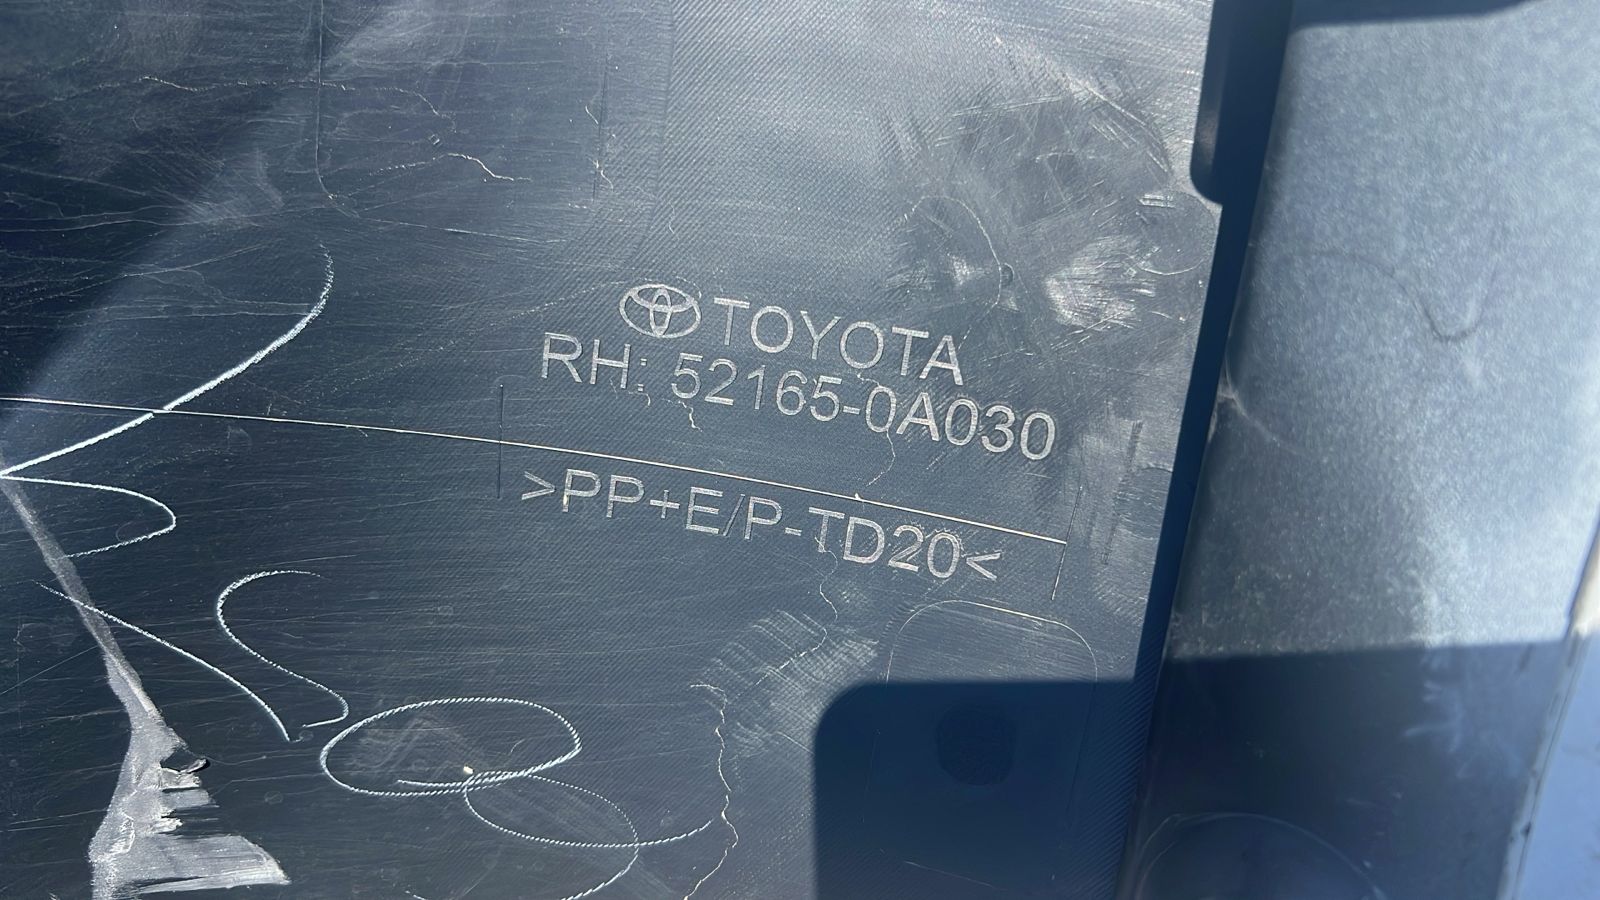 TOYOTA
RH: 52165-0A030
>PP+E/P-TD20<